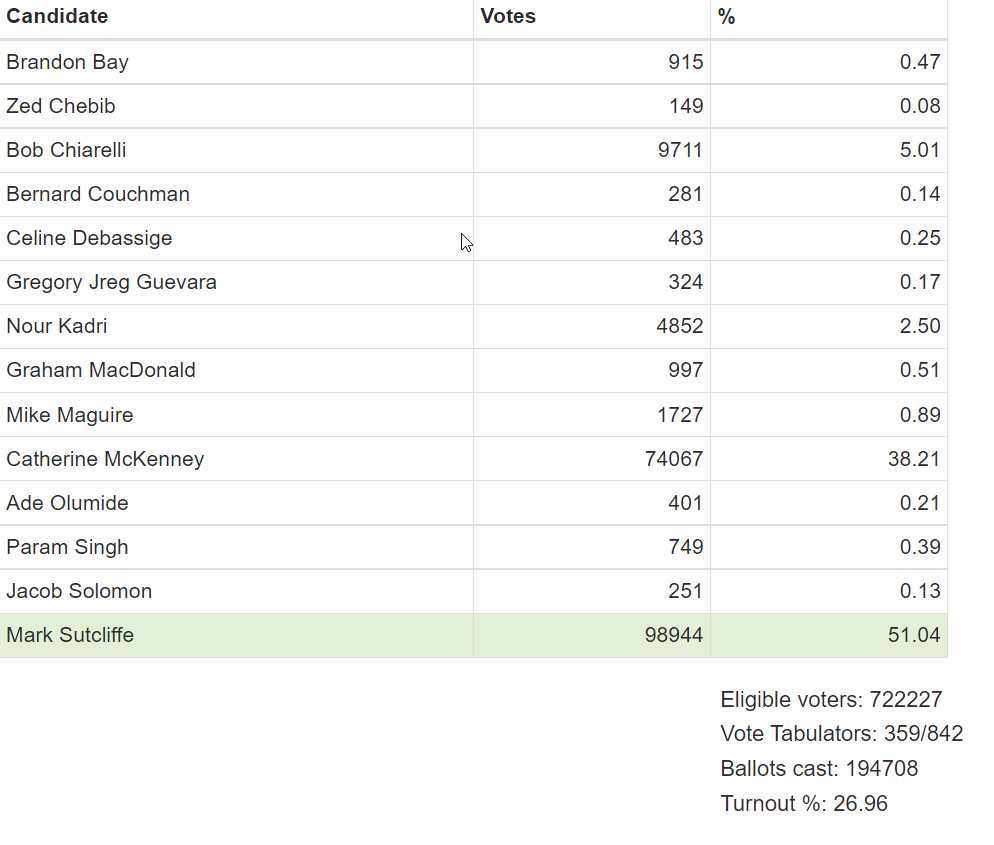 Candidate Votes %
Brandon Bay 915 0.47
Zed Chebib 149 0.08
Bob Chiarelli 9711 5.01
Bernard Couchman 281 0.14
Celine Debassige 483 0.25
Gregory Jreg Guevara 324 0.17
Nour Kadri 4852 2.50
Graham MacDonald 997 0.51
Mike Maguire 1727 0.89
Catherine McKenney 74067 38.21
Ade Olumide 401 0.21
Param Singh 749 0.39
Jacob Solomon 251 0.13
Mark Sutcliffe 98944 51.04
Eligible voters: 722227
Vote Tabulators: 359/842
Ballots cast: 194708
Turnout %: 26.96